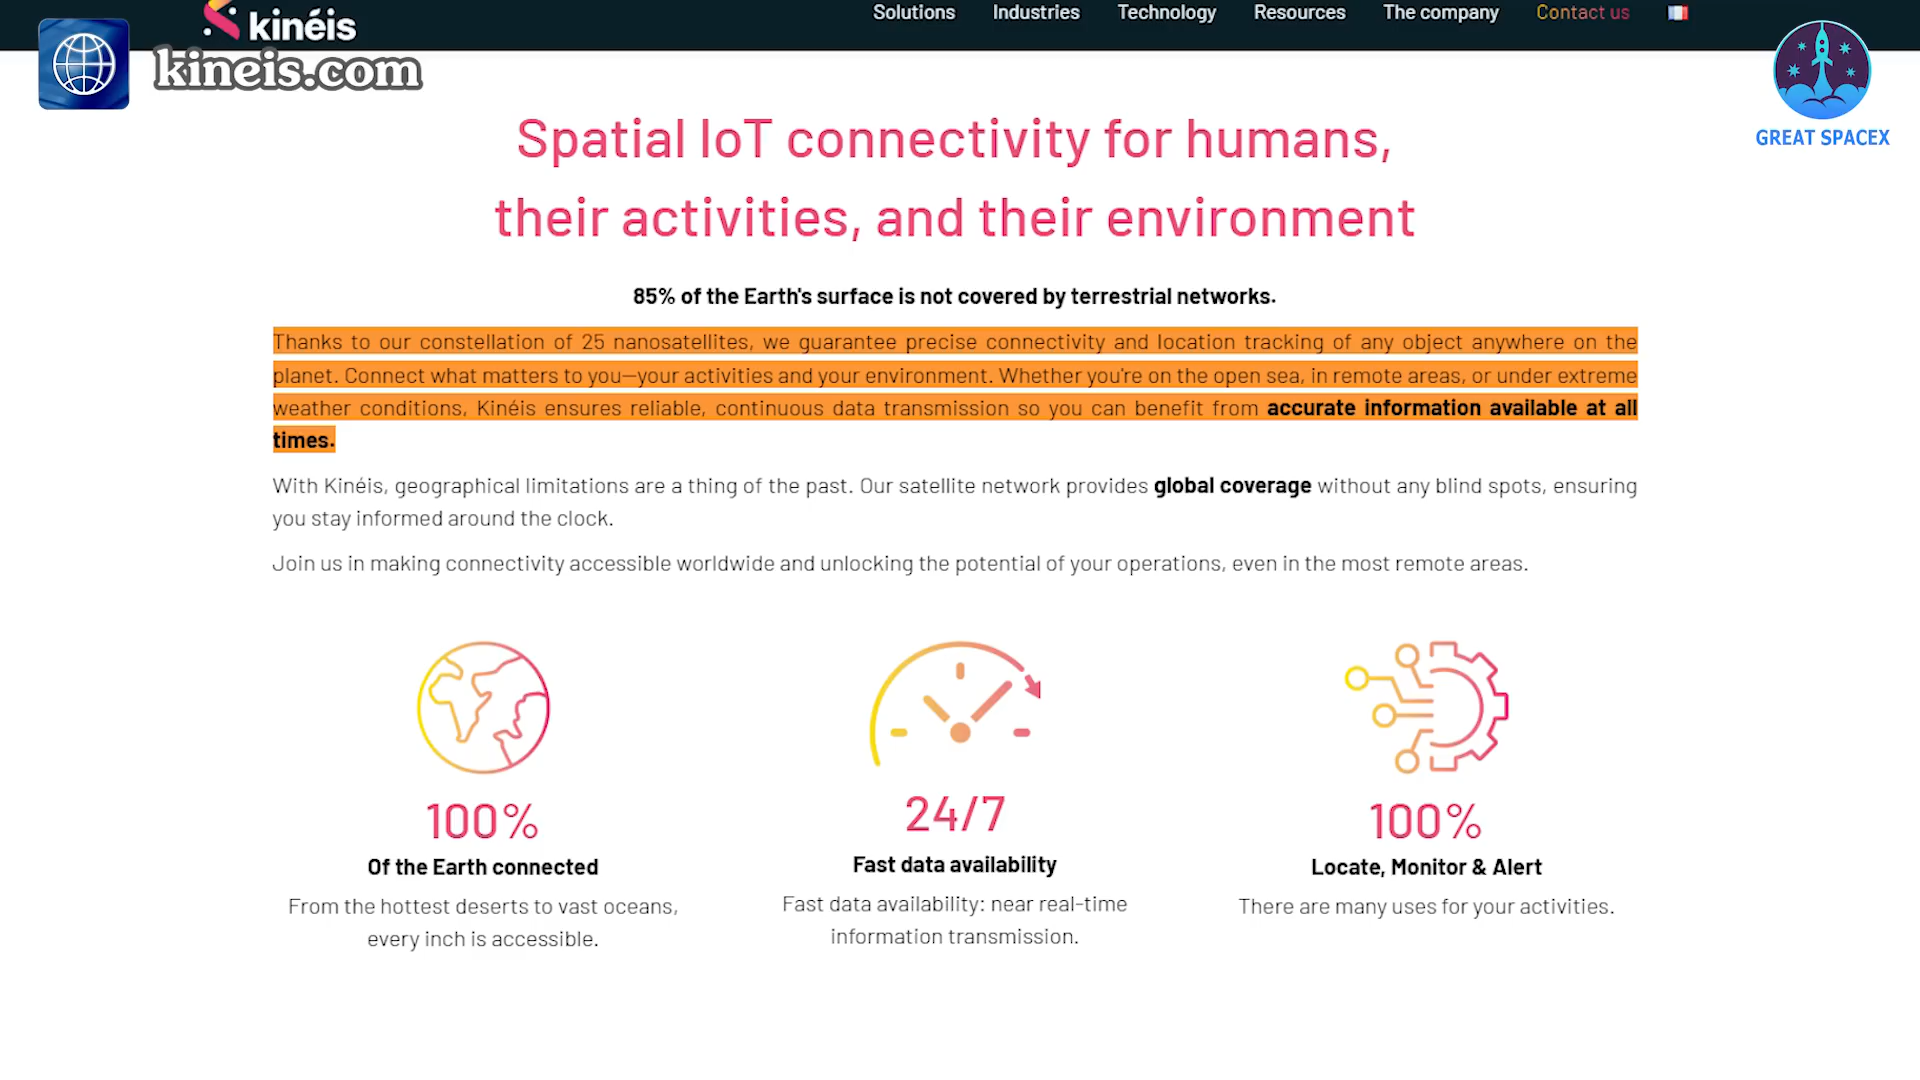 kinéis
Solutions Industries Technology Resources The company Contact us
kineis.com
GREAT SPACEX
Spatial IoT connectivity for humans,
their activities, and their environment
85% of the Earth's surface is not covered by terrestrial networks.
Thanks to our constellation of 25 nanosatellites, we guarantee precise connectivity and location tracking of any object anywhere on the
planet. Connect what matters to you—your activities and your environment. Whether you're on the open sea, in remote areas, or under extreme
weather conditions, Kinéis ensures reliable, continuous data transmission so you can benefit from accurate information available at all
times.
With Kinéis, geographical limitations are a thing of the past. Our satellite network provides global coverage without any blind spots, ensuring
you stay informed around the clock.
Join us in making connectivity accessible worldwide and unlocking the potential of your operations, even in the most remote areas.
100%
Of the Earth connected
From the hottest deserts to vast oceans,
every inch is accessible.
24/7
Fast data availability
Fast data availability: near real-time
information transmission.
100%
Locate, Monitor & Alert
There are many uses for your activities.